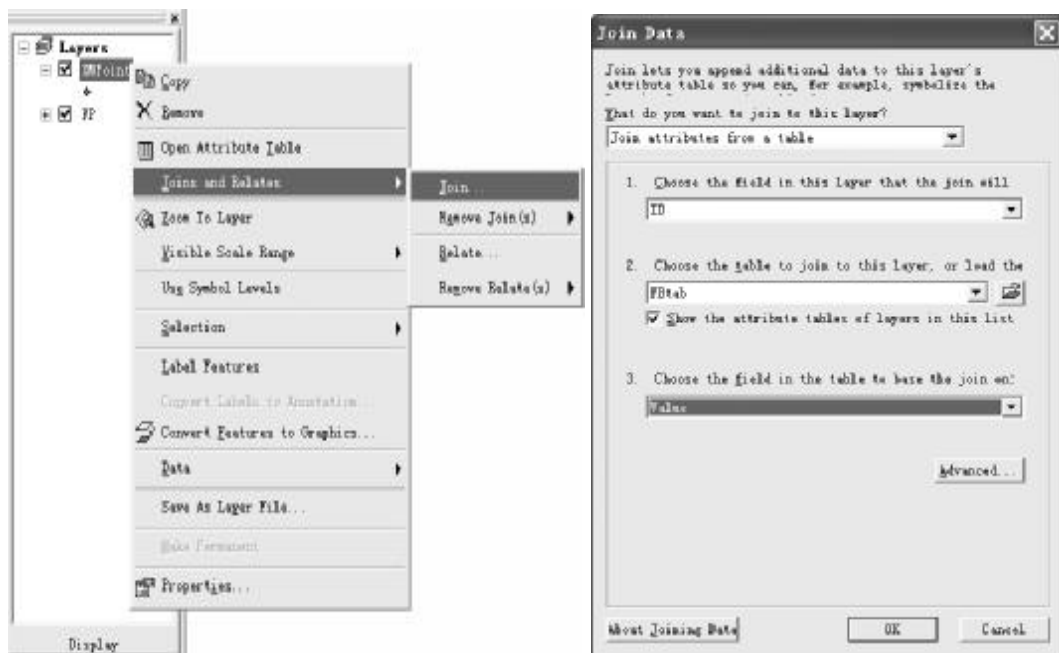 Layers
Copy
Remove
FP
Open Attribute Table
Joins and Relates
Zoom To Layer
Visible Scale Range
Use Symbol Levels
Selection
Label Features
Convert Labels to Annotation...
Convert Features to Graphics...
Data
Save As Layer File...
Make Permanent
Properties...
Display
Join...
Remove Join(s)
Relate...
Remove Relate(s)
Join Data
Join lets you append additional data to this layer's
attribute table so you can, for example, symbolize the
What do you want to join to this layer?
Join attributes from a table
1. Choose the field in this layer that the join will
ID
2. Choose the table to join to this layer, or load the
Show the attribute tables of layers in this list
3. Choose the field in the table to base the join on:
Value
Advanced...
About Joining Data
OK
Cancel